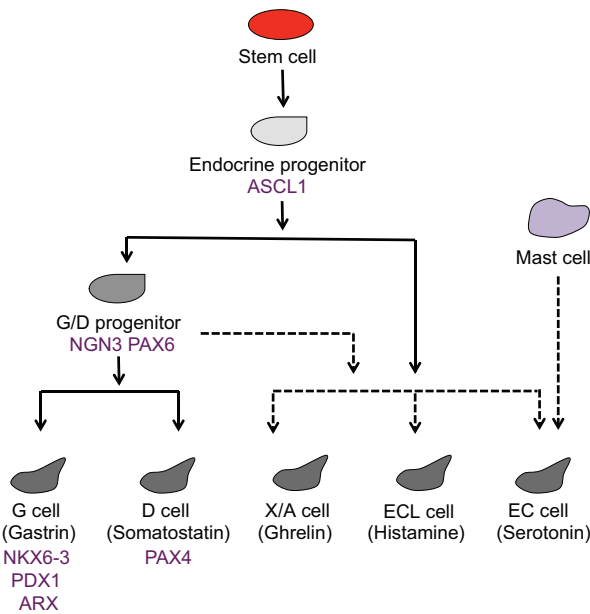 Stem cell
Endocrine progenitor
ASCL1
Mast cell
G/D progenitor
NGN3 PAX6
G cell
(Gastrin)
NKX6-3
PDX1
ARX
D cell
(Somatostatin)
PAX4
X/A cell
(Ghrelin)
ECL cell
(Histamine)
EC cell
(Serotonin)